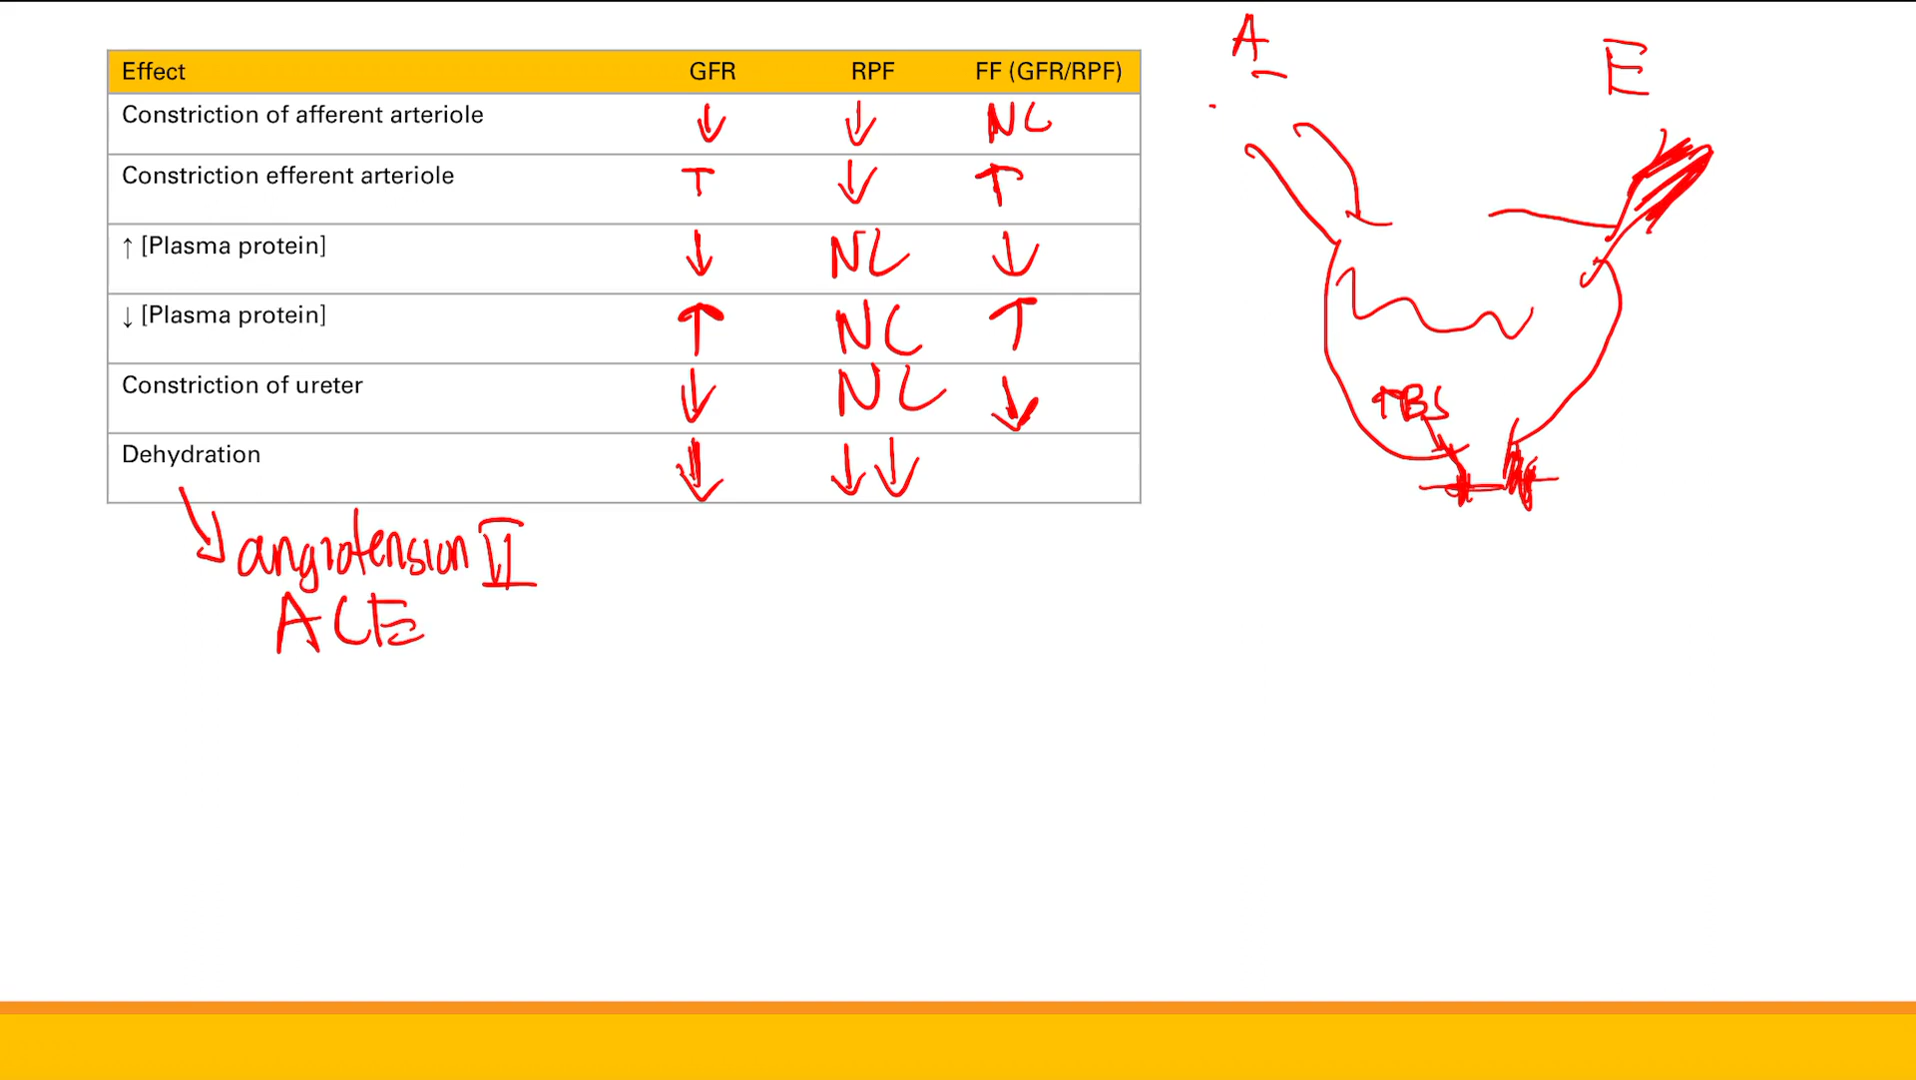 Effect GFR RPF FF (GFR/RPF)
Constriction of afferent arteriole ↓ ↓ NC
Constriction efferent arteriole ↑ ↓ ↑
↑ [Plasma protein] ↓ NC ↓
↓ [Plasma protein] ↑ NC ↑
Constriction of ureter ↓ NC ↓
Dehydration ↓ ↓↓
angiotension II
ACE
A
E
↑BS